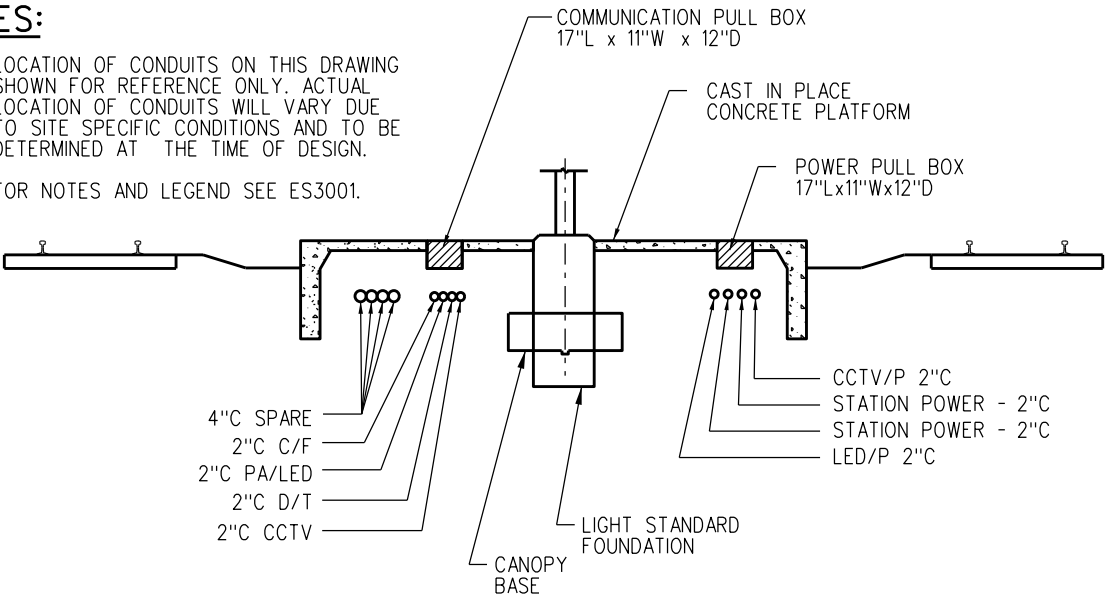 ES:
LOCATION OF CONDUITS ON THIS DRAWING
SHOWN FOR REFERENCE ONLY. ACTUAL
LOCATION OF CONDUITS WILL VARY DUE
TO SITE SPECIFIC CONDITIONS AND TO BE
DETERMINED AT THE TIME OF DESIGN.
FOR NOTES AND LEGEND SEE ES3001.
COMMUNICATION PULL BOX
17"L x 11"W x 12"D
CAST IN PLACE
CONCRETE PLATFORM
POWER PULL BOX
17"Lx11"Wx12"D
4"C SPARE
2"C C/F
2"C PA/LED
2"C D/T
2"C CCTV
CCTV/P 2"C
STATION POWER - 2"C
STATION POWER - 2"C
LED/P 2"C
LIGHT STANDARD
FOUNDATION
CANOPY
BASE